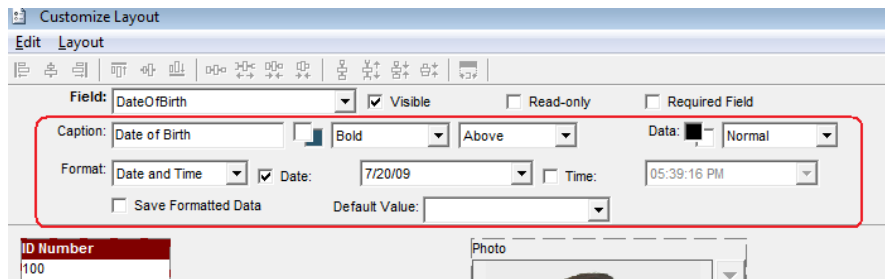 Customize Layout
Edit Layout
Field: DateOfBirth Visible Read-only Required Field
Caption: Date of Birth Bold Above Data: Normal
Format: Date and Time Date: 7/20/09 Time: 05:39:16 PM
Save Formatted Data Default Value:
ID Number Photo
100